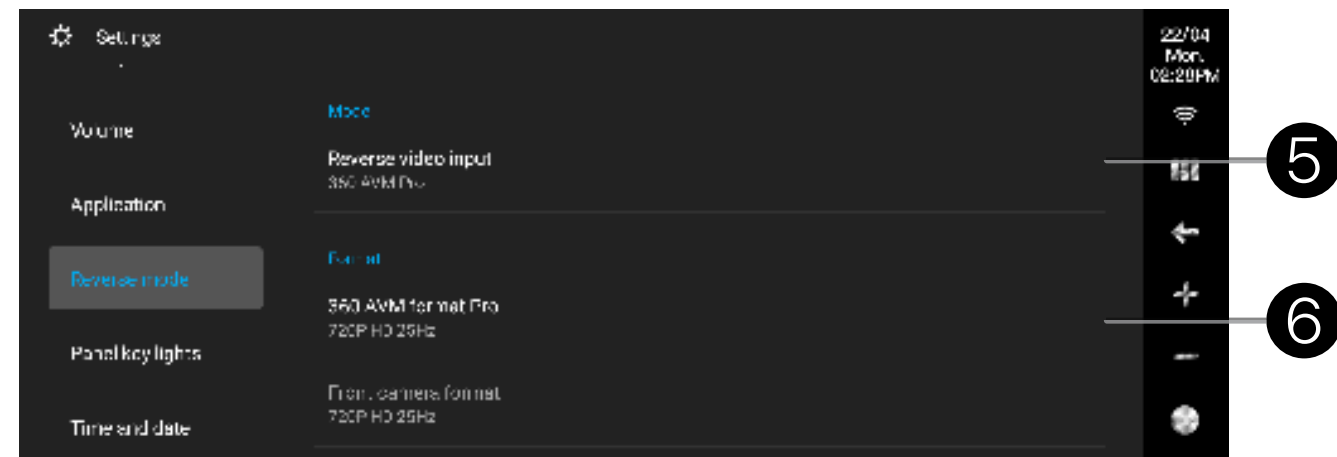 Settings
22/04
Mon.
02:28PM
Volume
Mode
Reverse video input
360 AVM Pro
5
Application
Reverse mode
Format
360 AVM format Pro
720P HD 25Hz
6
Panel key lights
Front camera format
720P HD 25Hz
Time and date